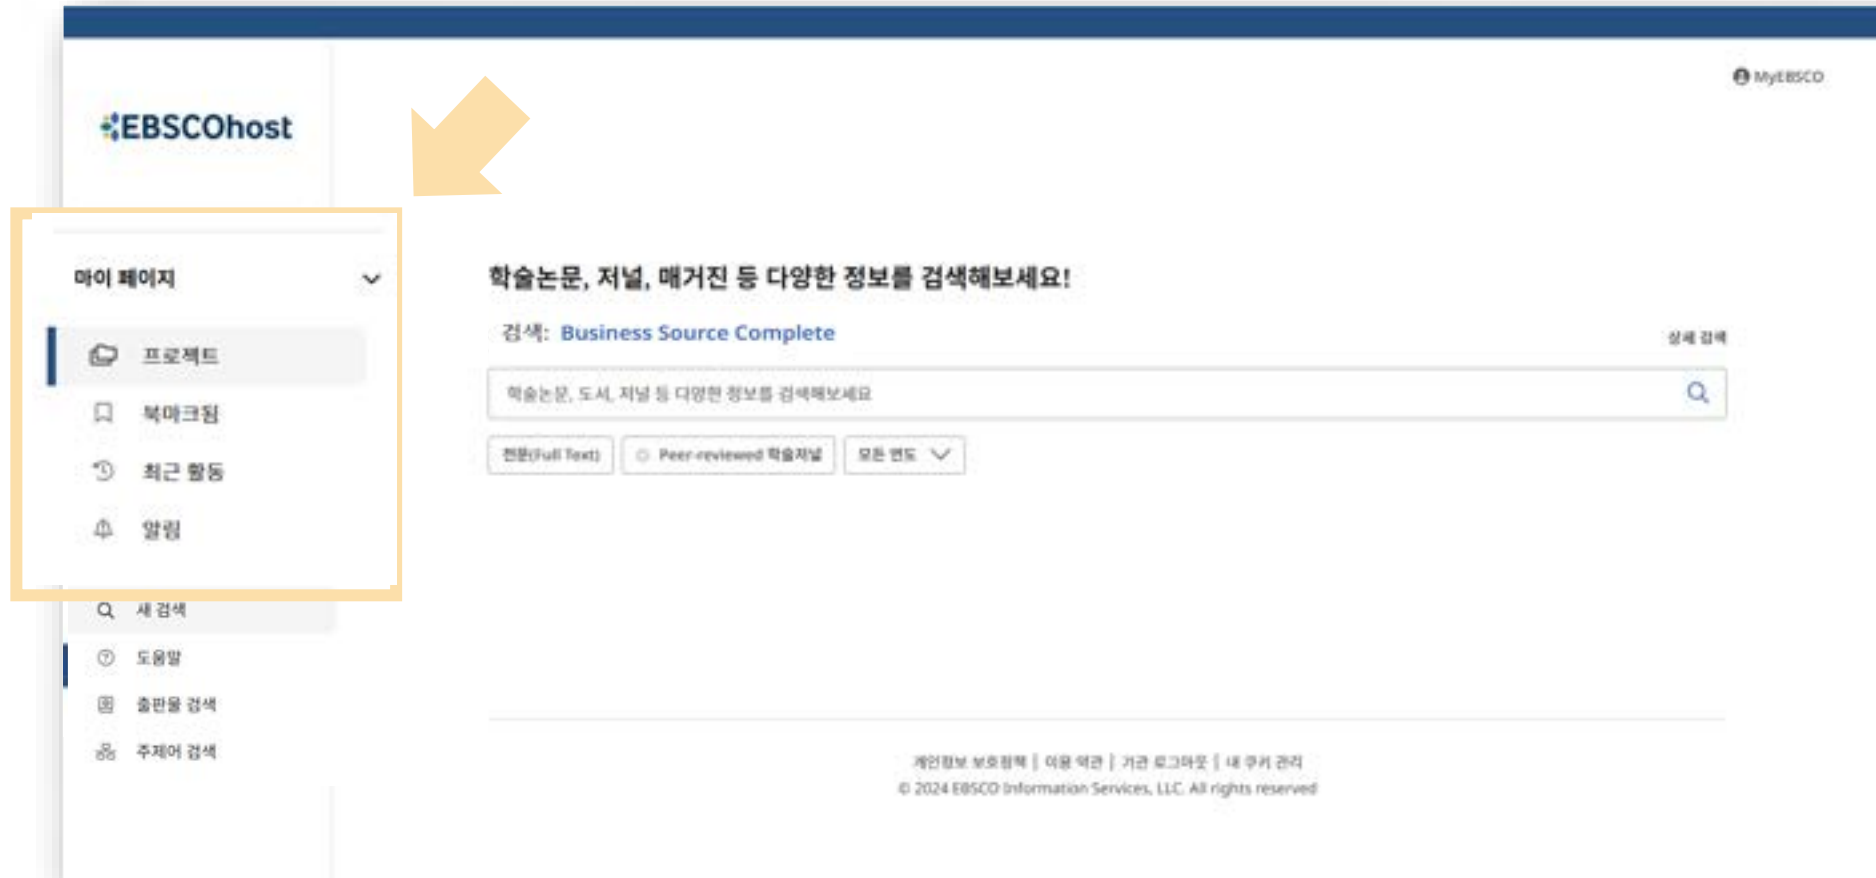 MyEBSCO
EBSCOhost
마이 페이지
프로젝트
북마크됨
최근 활동
알림
새 검색
도움말
출판물 검색
주제어 검색
학술논문, 저널, 매거진 등 다양한 정보를 검색해보세요!
검색: Business Source Complete
상세 검색
학술논문, 도서, 저널 등 다양한 정보를 검색해보세요
전문(Full Text)
Peer-reviewed 학술저널
모든 연도
개인정보 보호정책 | 이용 약관 | 기관 로그아웃 | 내 쿠키 관리
© 2024 EBSCO Information Services, LLC. All rights reserved